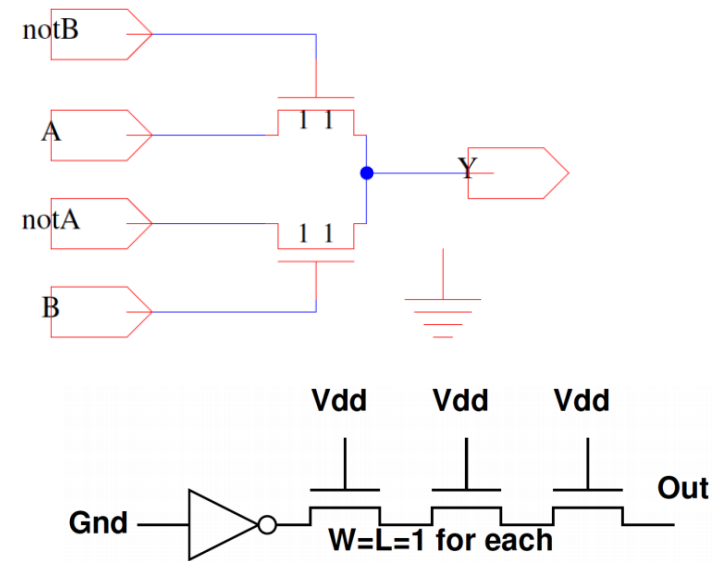 notB
A
1 1
Y
notA
1 1
B
Vdd Vdd Vdd
Out
Gnd
W=L=1 for each